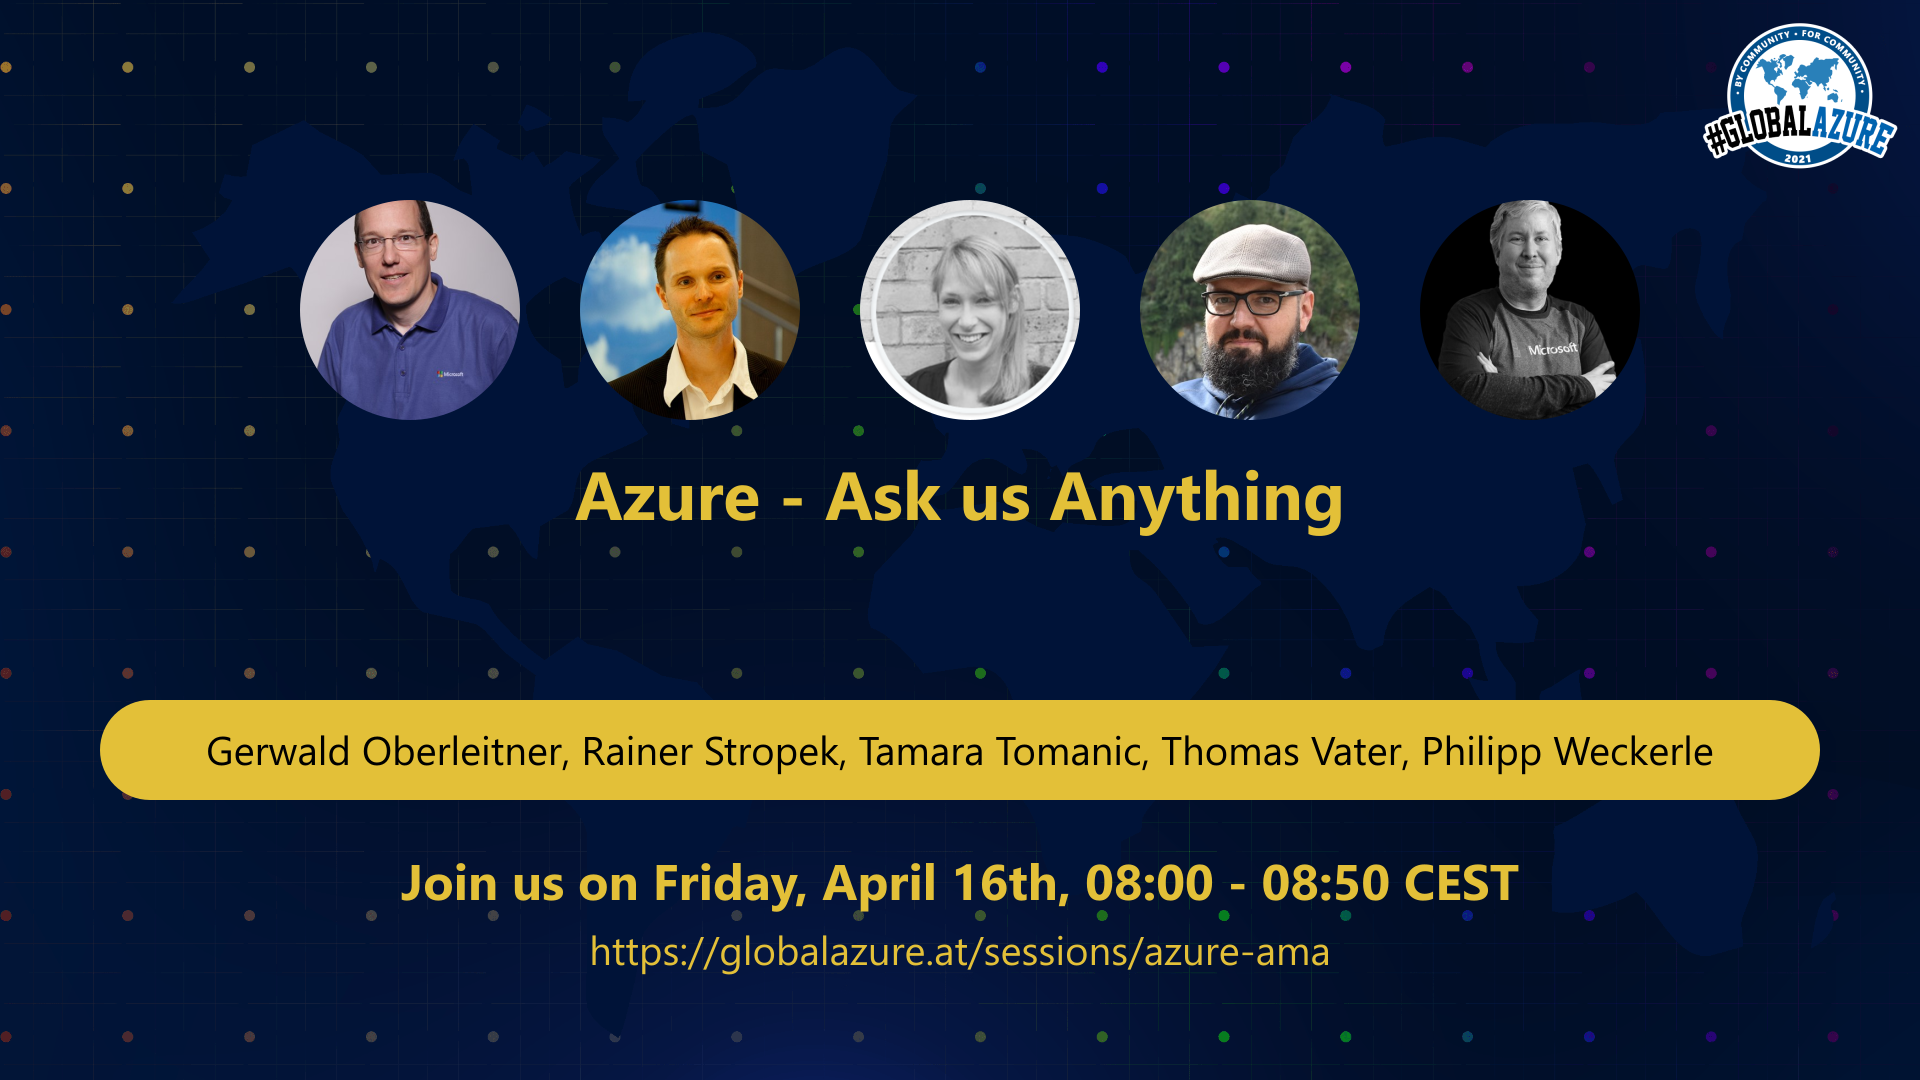 • BY COMMUNITY • FOR COMMUNITY •
#GLOBALAZURE
2021
Microsoft
Microsoft
Azure - Ask us Anything
Gerwald Oberleitner, Rainer Stropek, Tamara Tomanic, Thomas Vater, Philipp Weckerle
Join us on Friday, April 16th, 08:00 - 08:50 CEST
https://globalazure.at/sessions/azure-ama